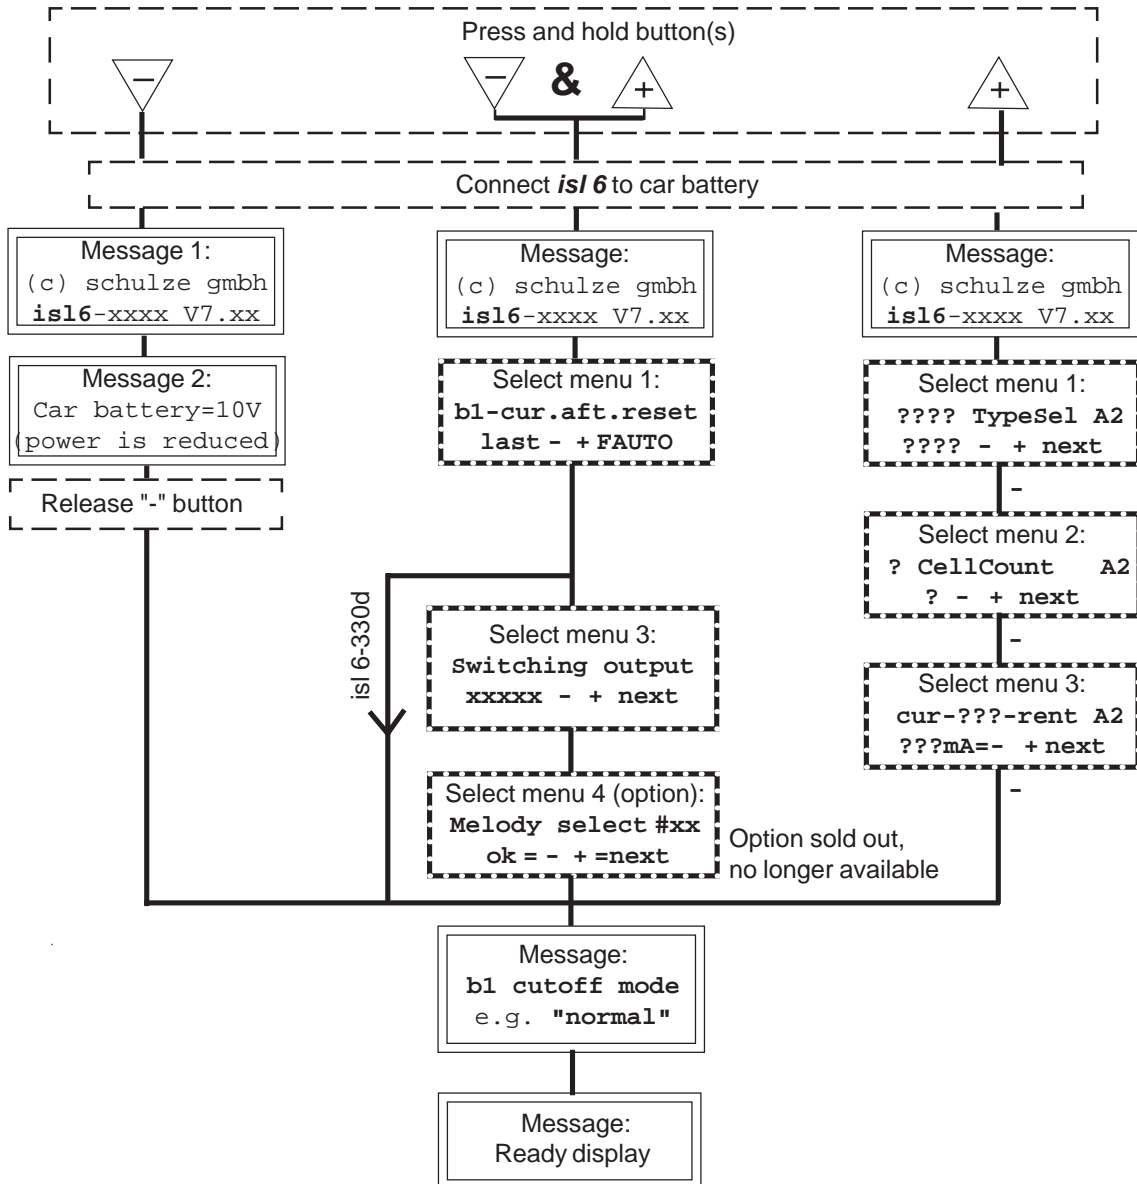 Press and hold button(s)
− & + +
−
Connect isl 6 to car battery
Message 1:
(c) schulze gmbh
isl6-xxxx V7.xx
Message 2:
Car battery=10V
(power is reduced)
Release "-" button
Message:
(c) schulze gmbh
isl6-xxxx V7.xx
Select menu 1:
b1-cur.aft.reset
last - + FAUTO
isl 6-330d
Select menu 3:
Switching output
xxxxx - + next
Select menu 4 (option):
Melody select #xx
ok = - + =next
Option sold out,
no longer available
Message:
(c) schulze gmbh
isl6-xxxx V7.xx
Select menu 1:
???? TypeSel A2
???? - + next
-
Select menu 2:
? CellCount A2
? - + next
-
Select menu 3:
cur-???-rent A2
???mA=- + next
-
Message:
b1 cutoff mode
e.g. "normal"
Message:
Ready display